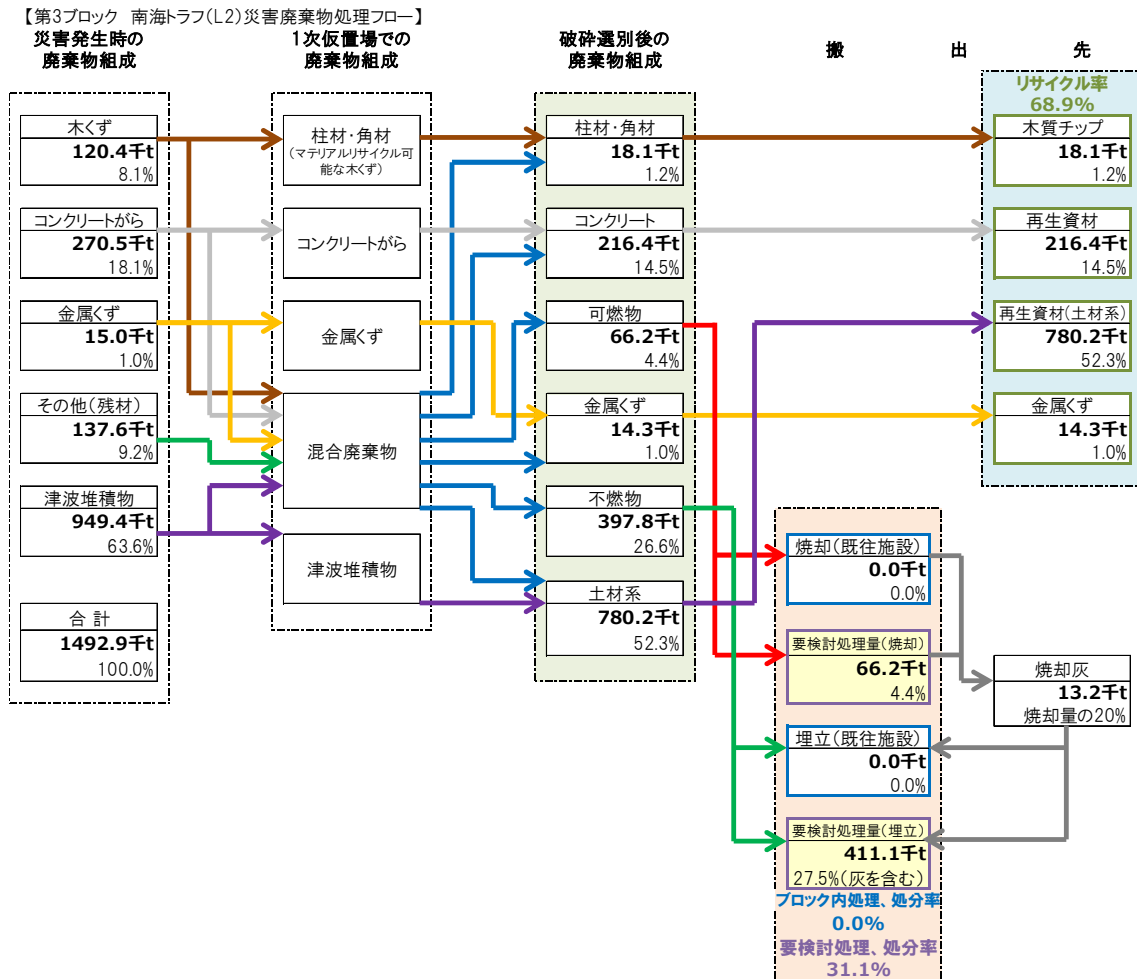 【第3ブロック 南海トラフ(L2)災害廃棄物処理フロー】
災害発生時の
廃棄物組成
木くず
120.4千t
8.1%
コンクリートがら
270.5千t
18.1%
金属くず
15.0千t
1.0%
その他(残材)
137.6千t
9.2%
津波堆積物
949.4千t
63.6%
合 計
1492.9千t
100.0%
1次仮置場での
廃棄物組成
柱材・角材
(マテリアルリサイクル可
能な木くず)
コンクリートがら
金属くず
混合廃棄物
津波堆積物
破砕選別後の
廃棄物組成
柱材・角材
18.1千t
1.2%
コンクリート
216.4千t
14.5%
可燃物
66.2千t
4.4%
金属くず
14.3千t
1.0%
不燃物
397.8千t
26.6%
土材系
780.2千t
52.3%
搬 出 先
リサイクル率
68.9%
木質チップ
18.1千t
1.2%
再生資材
216.4千t
14.5%
再生資材(土材系)
780.2千t
52.3%
金属くず
14.3千t
1.0%
焼却(既往施設)
0.0千t
0.0%
要検討処理量(焼却)
66.2千t
4.4%
焼却灰
13.2千t
焼却量の20%
埋立(既往施設)
0.0千t
0.0%
要検討処理量(埋立)
411.1千t
27.5%(灰を含む)
ブロック内処理、処分率
0.0%
要検討処理、処分率
31.1%